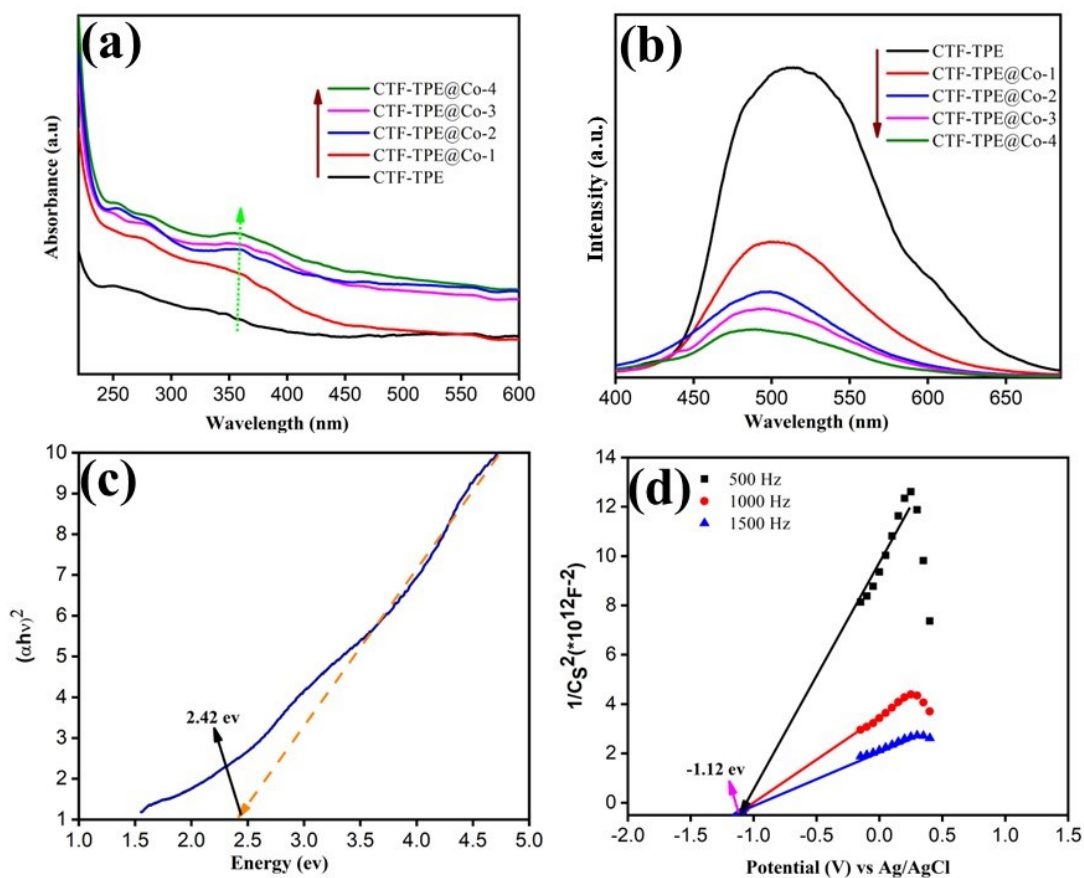 (a)
CTF-TPE@Co-4
CTF-TPE@Co-3
CTF-TPE@Co-2
CTF-TPE@Co-1
CTF-TPE
Absorbance (a.u)
250 300 350 400 450 500 550 600
Wavelength (nm)
(b)
CTF-TPE
CTF-TPE@Co-1
CTF-TPE@Co-2
CTF-TPE@Co-3
CTF-TPE@Co-4
Intensity (a.u.)
400 450 500 550 600 650
Wavelength (nm)
(c)
10
9
8
7
6
5
4
3
2
1
(αhν)²
2.42 ev
1.0 1.5 2.0 2.5 3.0 3.5 4.0 4.5 5.0
Energy (ev)
(d)
500 Hz
1000 Hz
1500 Hz
14
12
10
8
6
4
2
0
1/Cs²(*10¹²F⁻²)
-1.12 ev
-2.0 -1.5 -1.0 -0.5 0.0 0.5 1.0 1.5
Potential (V) vs Ag/AgCl